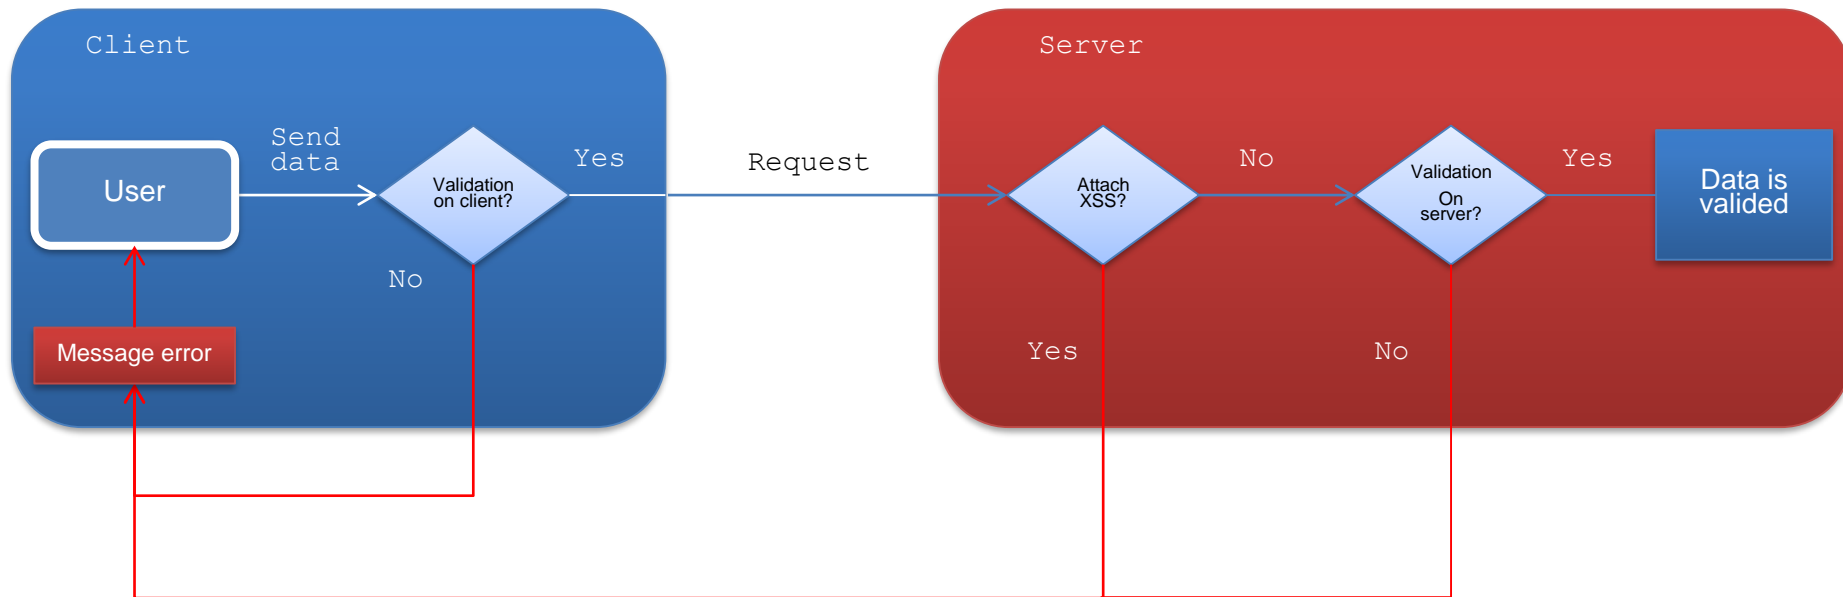 Client
Server
Send
data
User
Validation
on client?
Yes
Request
Attach
XSS?
No
Validation
On
server?
Yes
Data is
valided
No
Message error
Yes
No